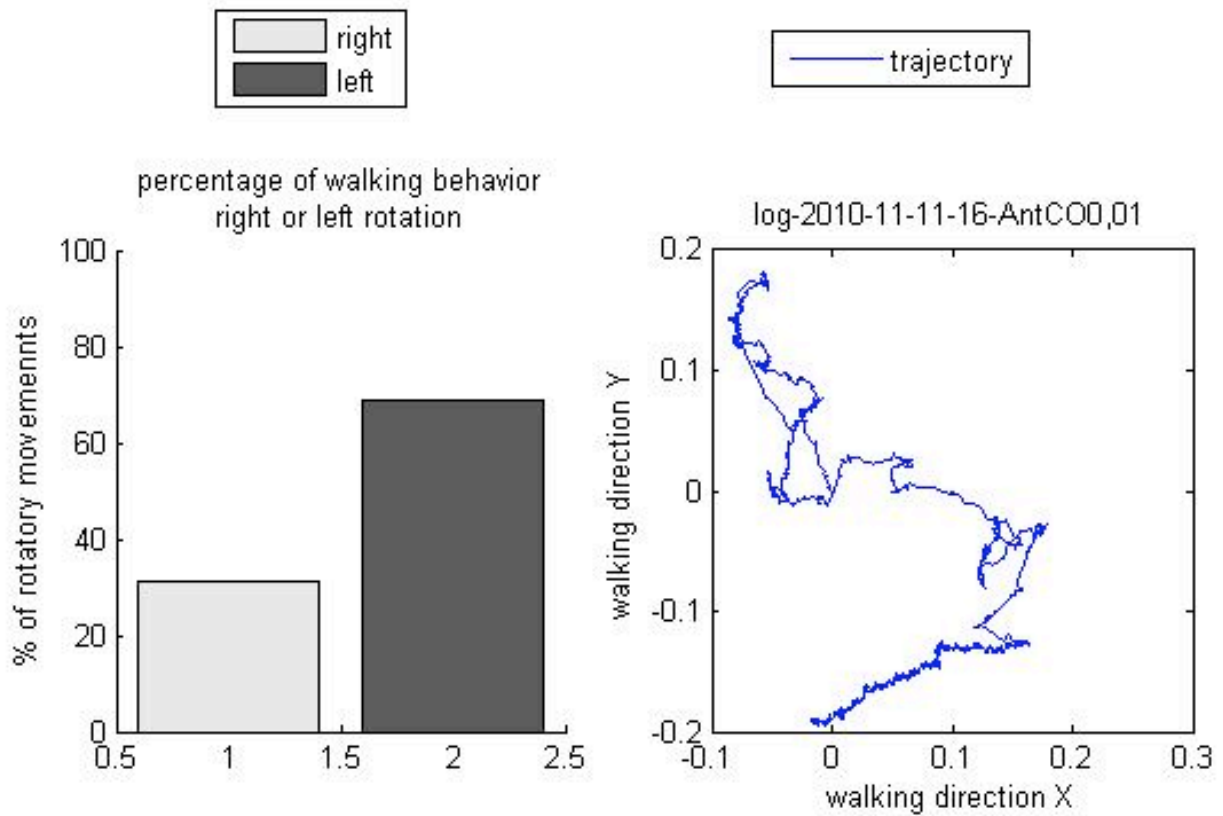 right
left
trajectory
percentage of walking behavior
right or left rotation
% of rotatory movemennts
100
80
60
40
20
0
0.5
1
1.5
2
2.5
log-2010-11-11-16-AntCO0,01
walking direction Y
0.2
0.1
0
-0.1
-0.2
-0.1
0
0.1
0.2
0.3
walking direction X